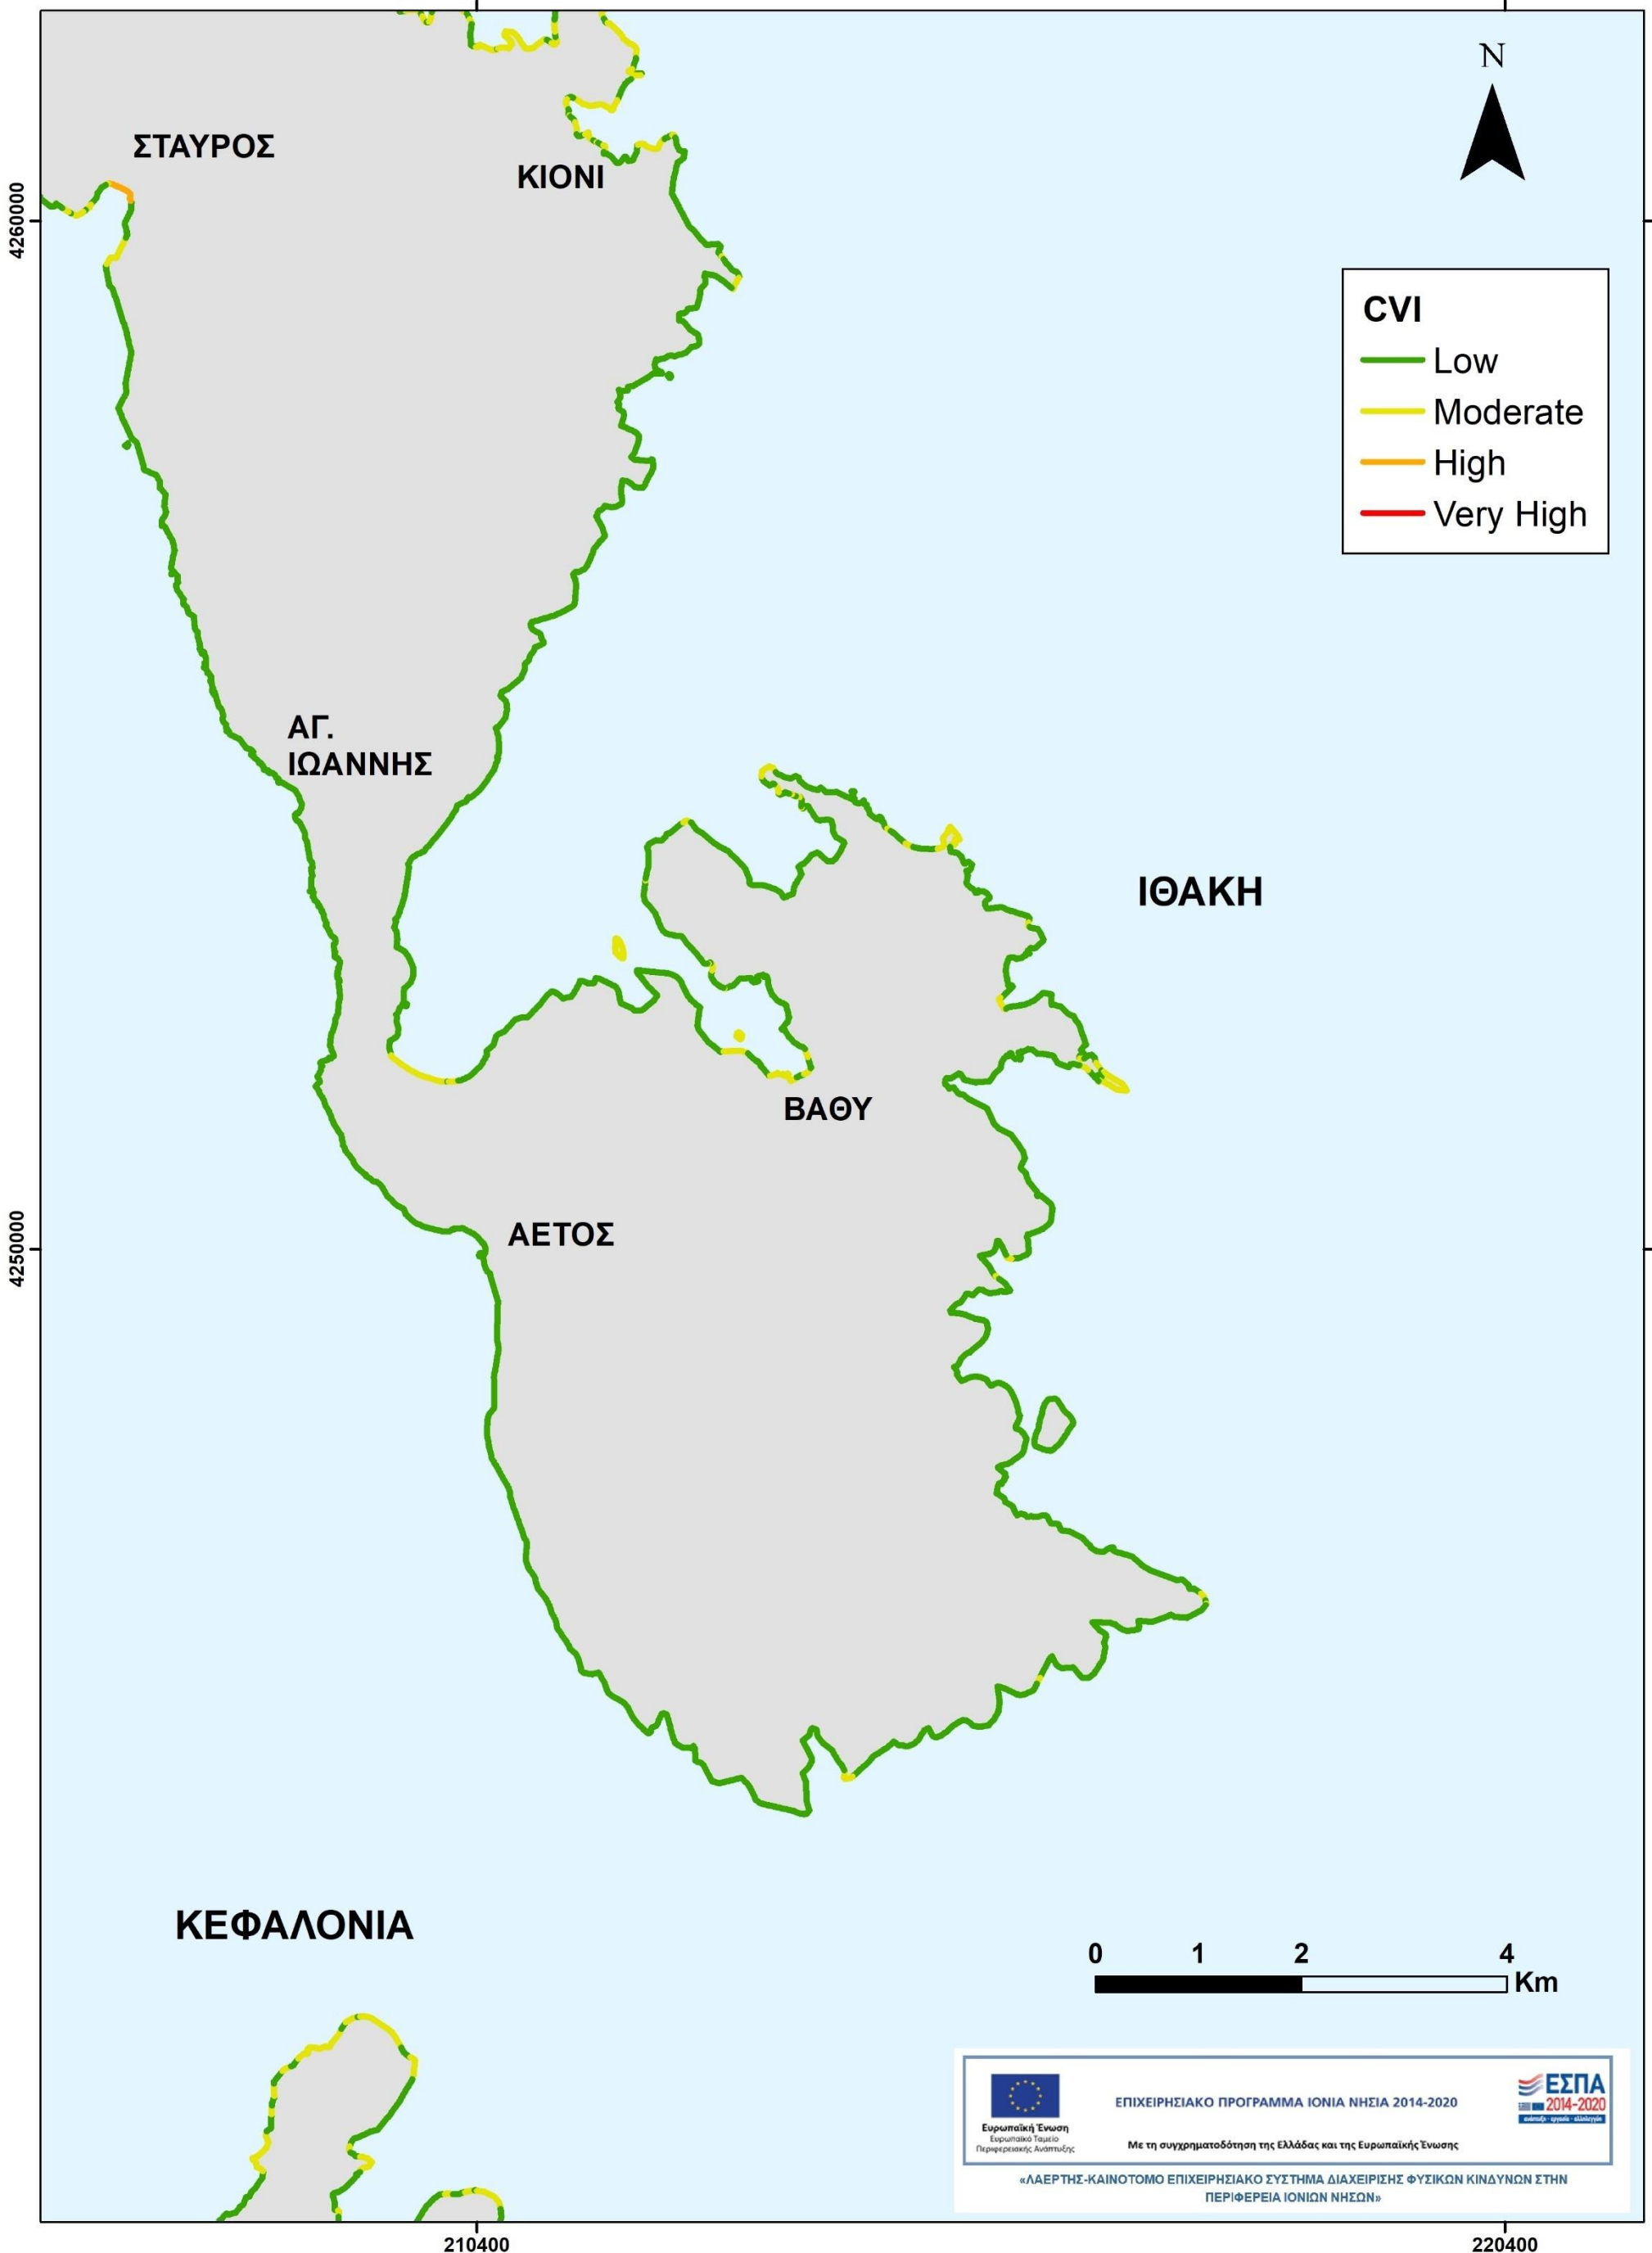 N
ΣΤΑΥΡΟΣ
ΚΙΟΝΙ
4260000
CVI
Low
Moderate
High
Very High
ΑΓ.
ΙΩΑΝΝΗΣ
ΙΘΑΚΗ
ΒΑΘΥ
ΑΕΤΟΣ
4250000
ΚΕΦΑΛΟΝΙΑ
0 1 2 4
Km
Ευρωπαϊκή Ένωση
Ευρωπαϊκό Ταμείο
Περιφερειακής Ανάπτυξης
ΕΠΙΧΕΙΡΗΣΙΑΚΟ ΠΡΟΓΡΑΜΜΑ ΙΟΝΙΑ ΝΗΣΙΑ 2014-2020
Με τη συγχρηματοδότηση της Ελλάδας και της Ευρωπαϊκής Ένωσης
ΕΣΠΑ
2014-2020
ανάπτυξη - εργασία - αλληλεγγύη
«ΛΑΕΡΤΗΣ-ΚΑΙΝΟΤΟΜΟ ΕΠΙΧΕΙΡΗΣΙΑΚΟ ΣΥΣΤΗΜΑ ΔΙΑΧΕΙΡΙΣΗΣ ΦΥΣΙΚΩΝ ΚΙΝΔΥΝΩΝ ΣΤΗΝ
ΠΕΡΙΦΕΡΕΙΑ ΙΟΝΙΩΝ ΝΗΣΩΝ»
210400
220400